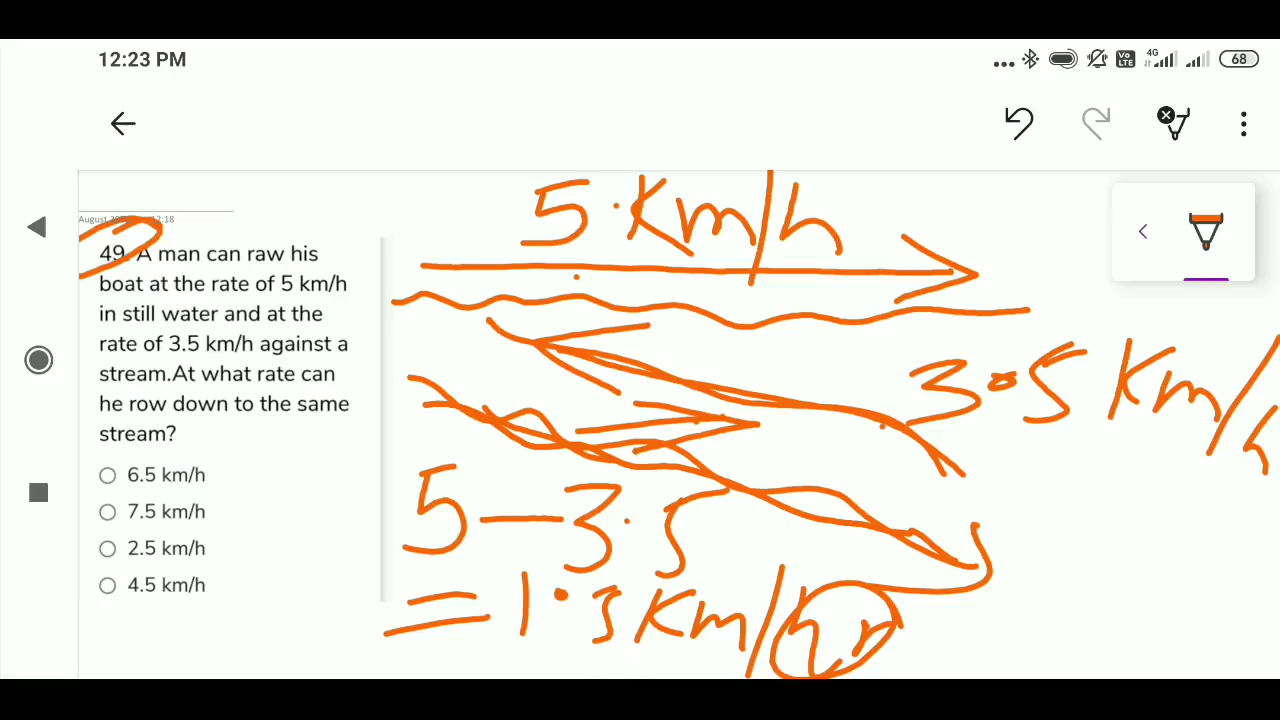 12:23 PM
4G
Vo LTE
68
5 Km/h
49. A man can raw his
boat at the rate of 5 km/h
in still water and at the
rate of 3.5 km/h against a
stream.At what rate can
he row down to the same
stream?
6.5 km/h
7.5 km/h
2.5 km/h
4.5 km/h
3.5 Km/h
5-3.5
=1.5 Km/hr